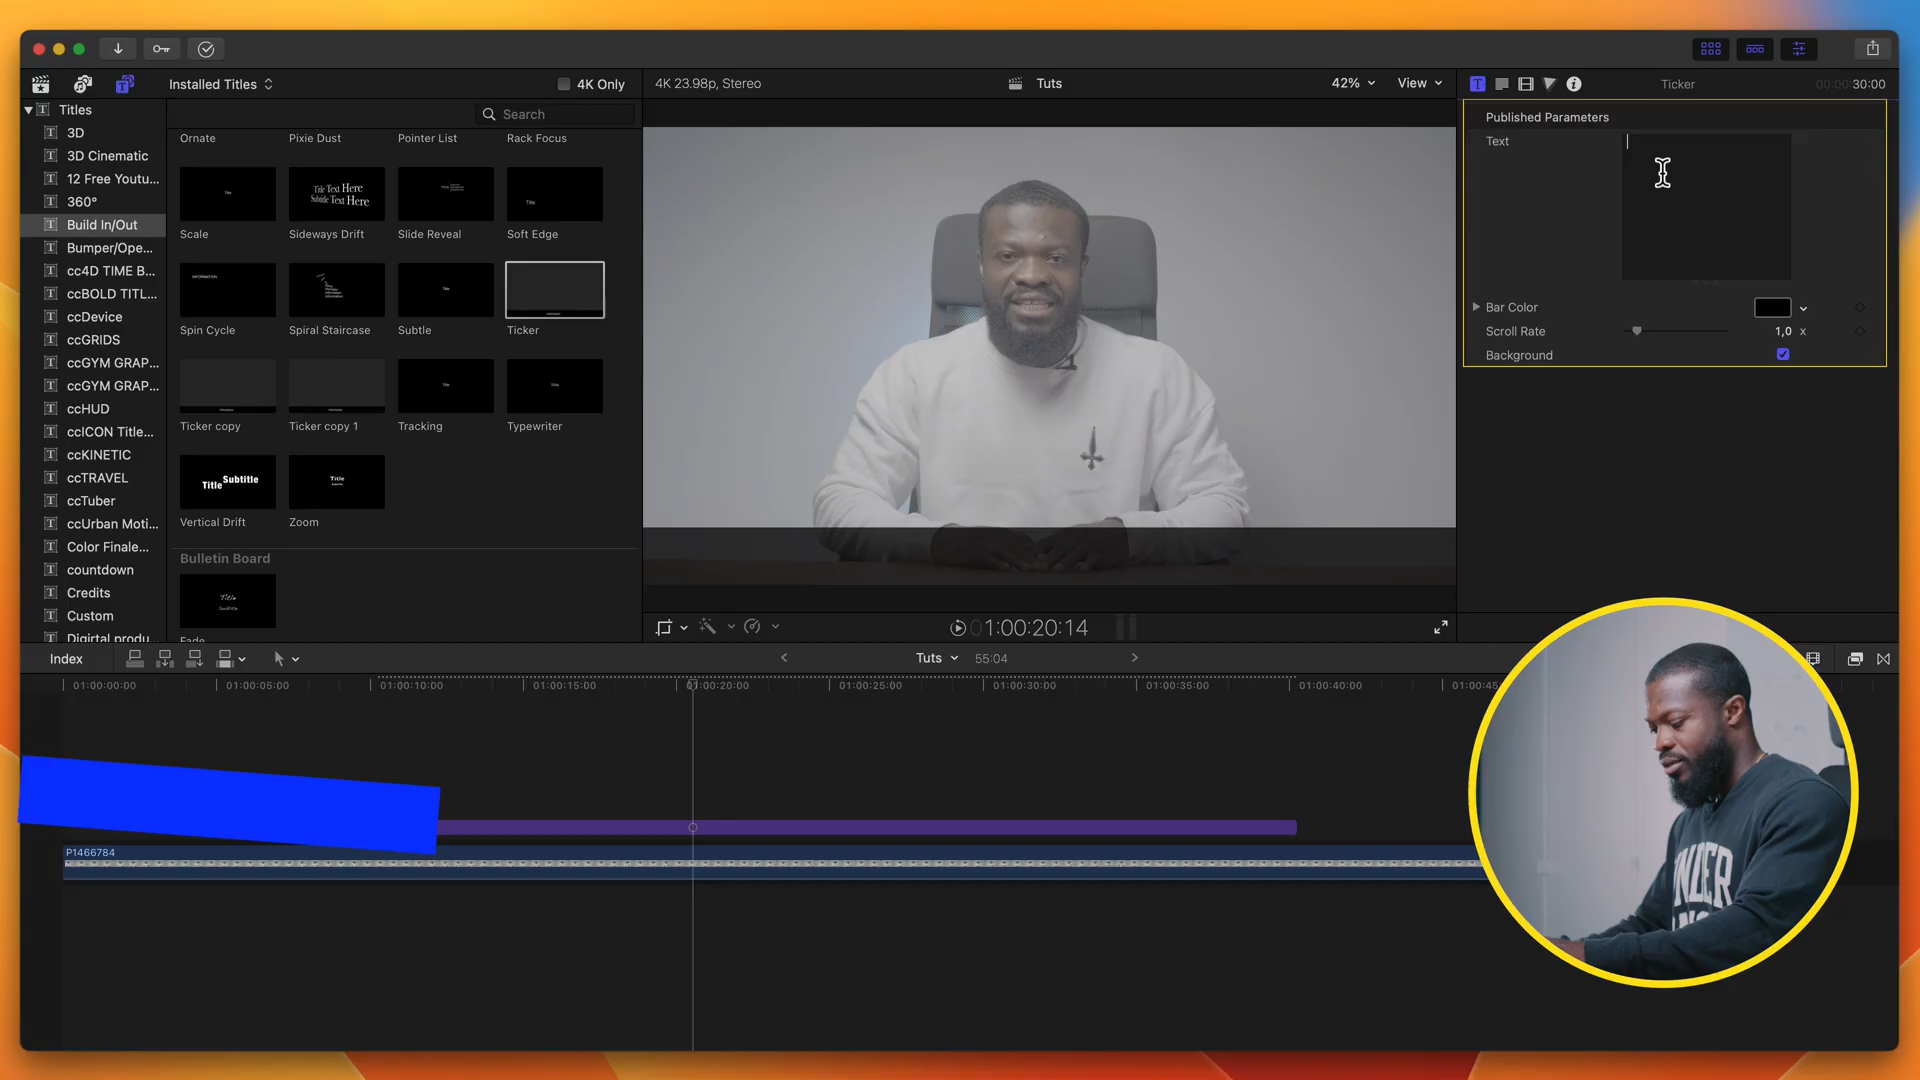 Installed Titles
4K Only
4K 23.98p, Stereo
Tuts
42%
View
Ticker
00:00:30:00
Titles
3D
3D Cinematic
12 Free Youtu...
360°
Build In/Out
Bumper/Ope...
cc4D TIME B...
ccBOLD TITL...
ccDevice
ccGRIDS
ccGYM GRAP...
ccGYM GRAP...
ccHUD
ccICON Title...
ccKINETIC
ccTRAVEL
ccTuber
ccUrban Moti...
Color Finale...
countdown
Credits
Custom
Digirtal produ...
Search
Ornate
Pixie Dust
Pointer List
Rack Focus
Title Text Here
Subtitle Text Here
Scale
Sideways Drift
Slide Reveal
Soft Edge
Spin Cycle
Spiral Staircase
Subtle
Ticker
Ticker copy
Ticker copy 1
Tracking
Typewriter
Title Subtitle
Title
Vertical Drift
Zoom
Bulletin Board
Title
Fade
Published Parameters
Text
Bar Color
Scroll Rate
1,0 x
Background
01:00:20:14
Index
Tuts
55:04
01:00:00:00
01:00:05:00
01:00:10:00
01:00:15:00
01:00:20:00
01:00:25:00
01:00:30:00
01:00:35:00
01:00:40:00
01:00:45
P1466784